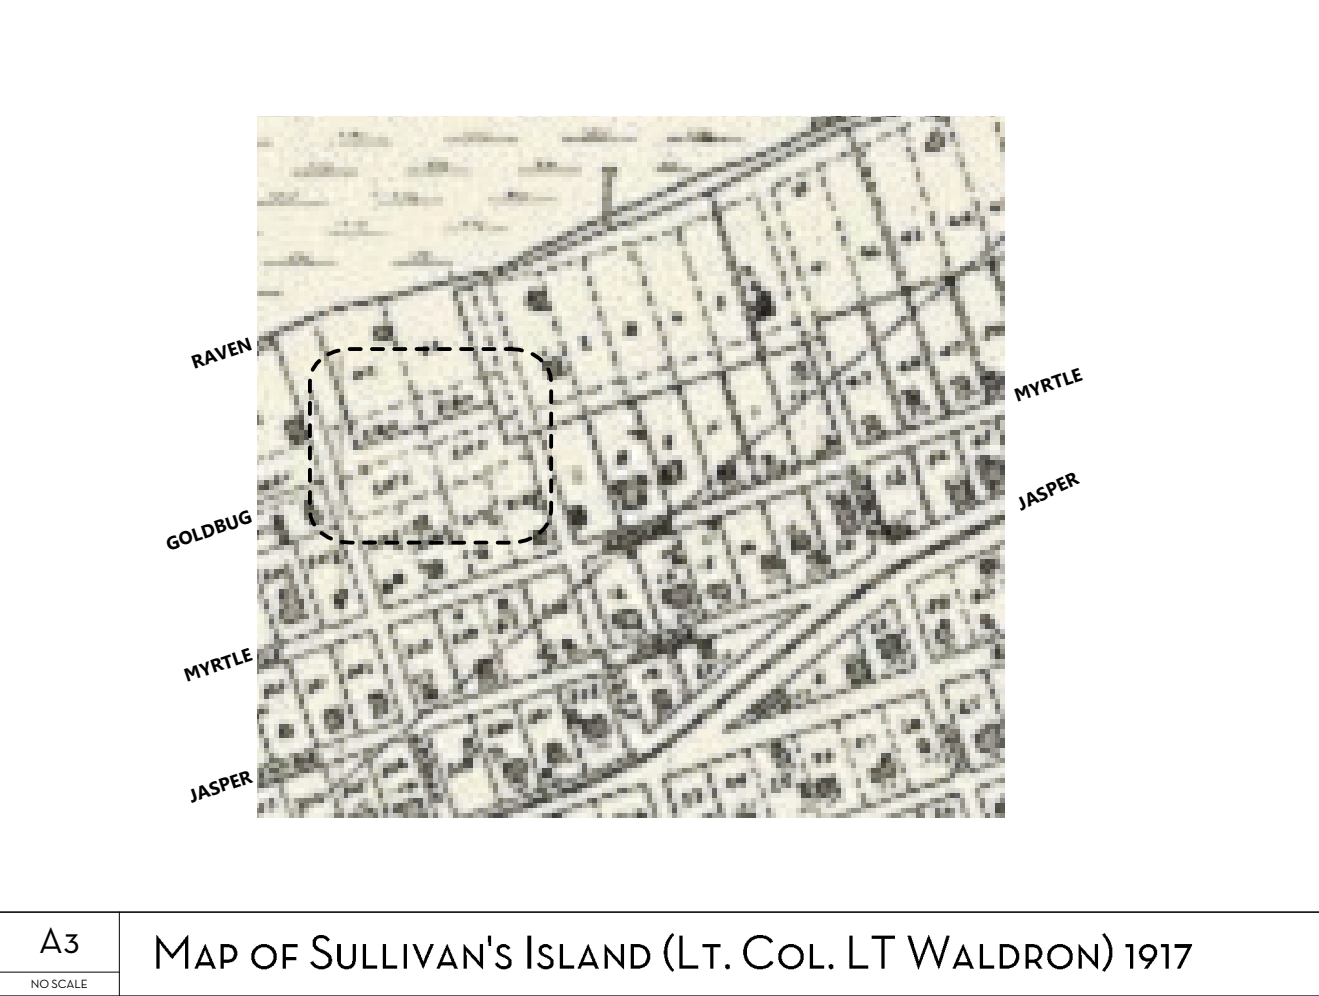 RAVEN
MYRTLE
JASPER
GOLDBUG
MYRTLE
JASPER
A3
NO SCALE
MAP OF SULLIVAN'S ISLAND (LT. COL. LT WALDRON) 1917